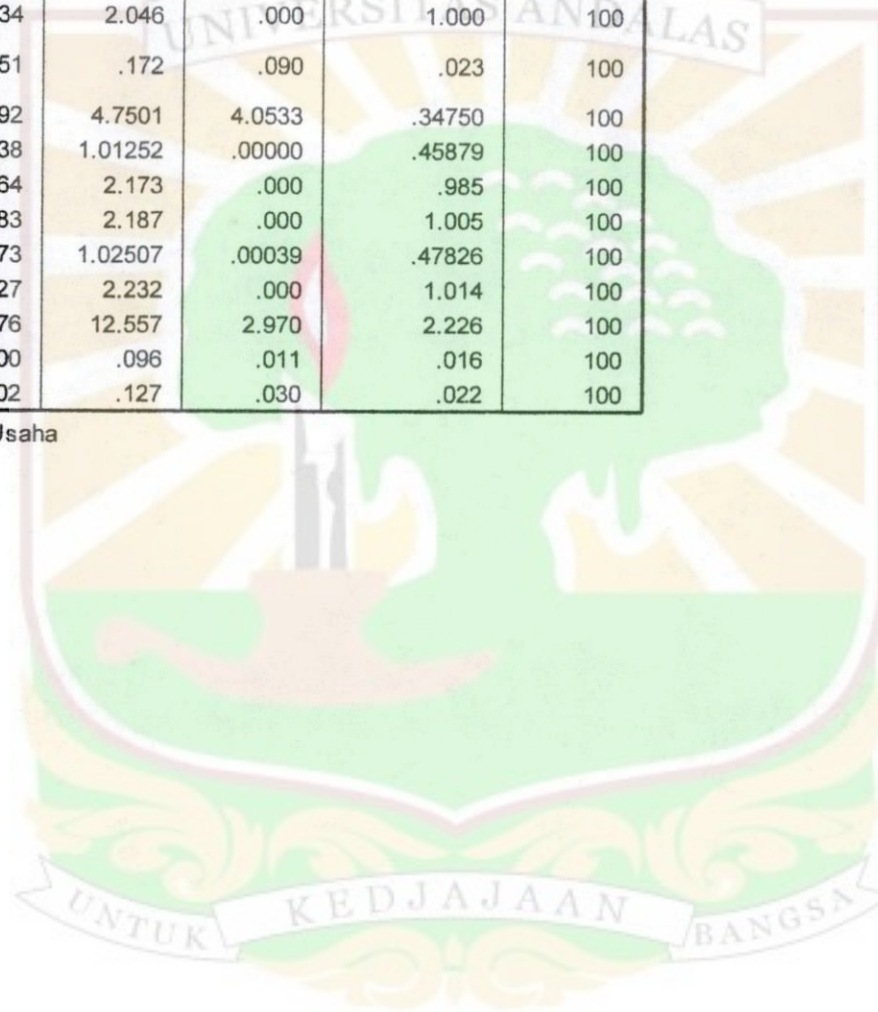 34 2.046 .000 1.000 100
UNIVERSITAS ANDALAS
51 .172 .090 .023 100
92 4.7501 4.0533 .34750 100
38 1.01252 .00000 .45879 100
64 2.173 .000 .985 100
83 2.187 .000 1.005 100
73 1.02507 .00039 .47826 100
27 2.232 .000 1.014 100
76 12.557 2.970 2.226 100
00 .096 .011 .016 100
02 .127 .030 .022 100
Usaha
UNTUK KEDJAJAAN BANGSA